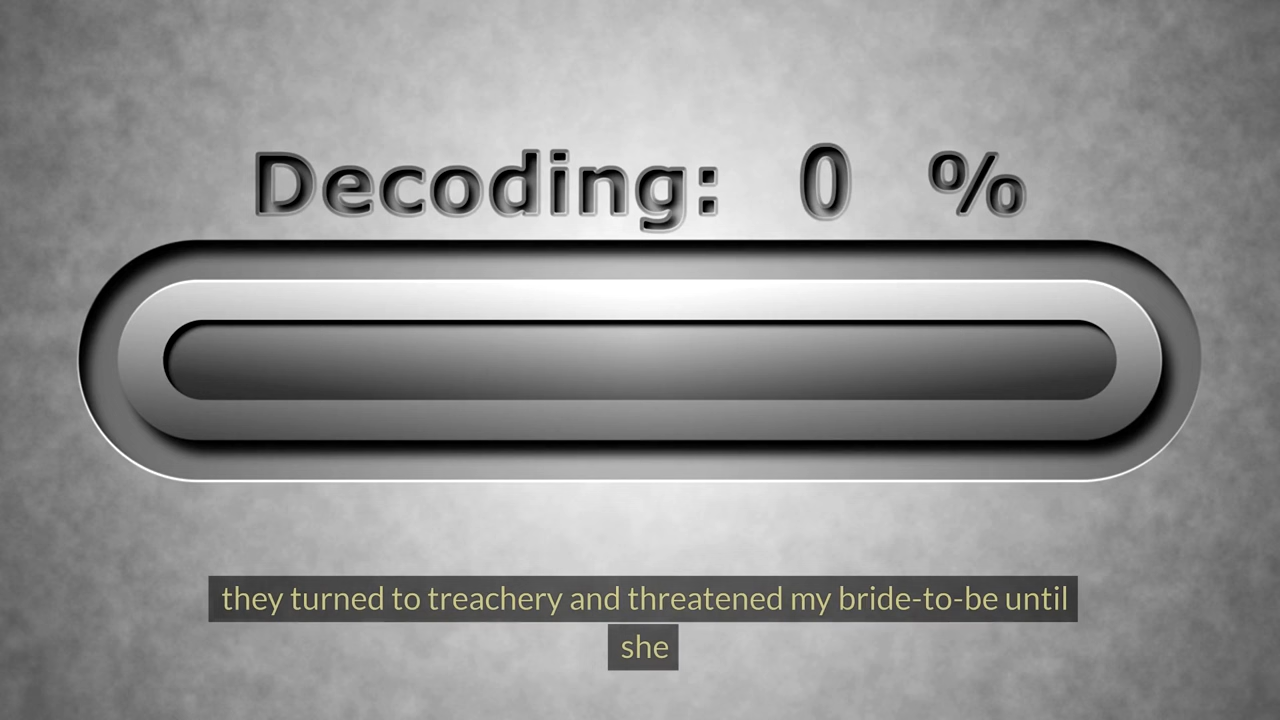 Decoding: 0 %
they turned to treachery and threatened my bride-to-be until
she